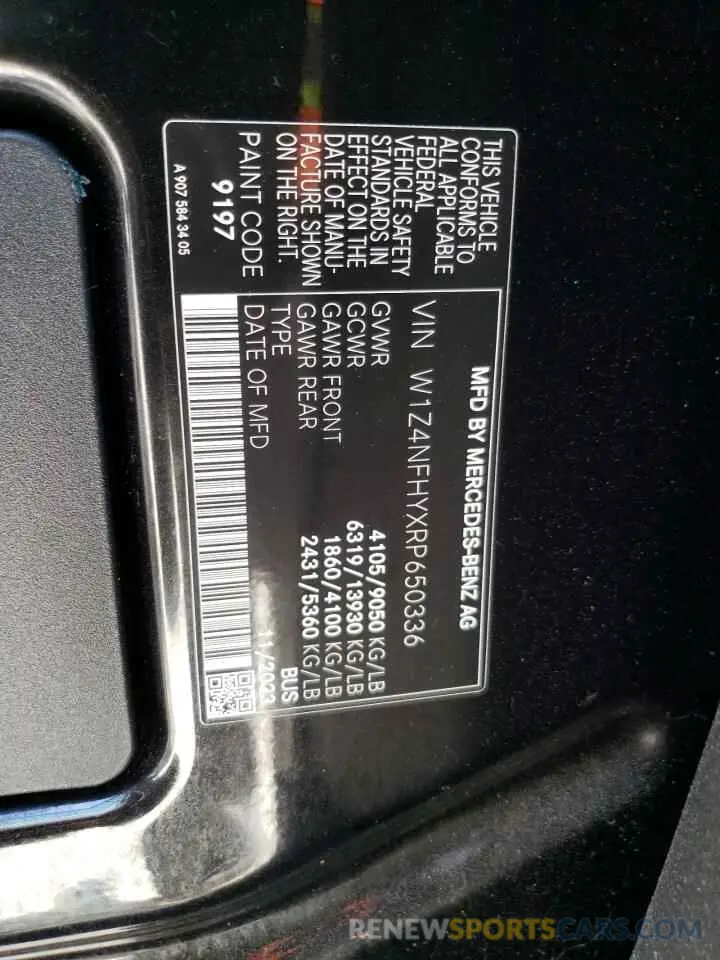 THIS VEHICLE
CONFORMS TO
ALL APPLICABLE
FEDERAL
VEHICLE SAFETY
STANDARDS IN
EFFECT ON THE
DATE OF MANU-
FACTURE SHOWN
ON THE RIGHT.
PAINT CODE
9197
A 907 584 34 05
MFD BY MERCEDES-BENZ AG
VIN W1Z4NFHYXRP650336
GVWR 4105/9050 KG/LB
GCWR 6319/13930 KG/LB
GAWR FRONT 1860/4100 KG/LB
GAWR REAR 2431/5360 KG/LB
TYPE BUS
DATE OF MFD 11/2023
RENEWSPORTSCARS.COM